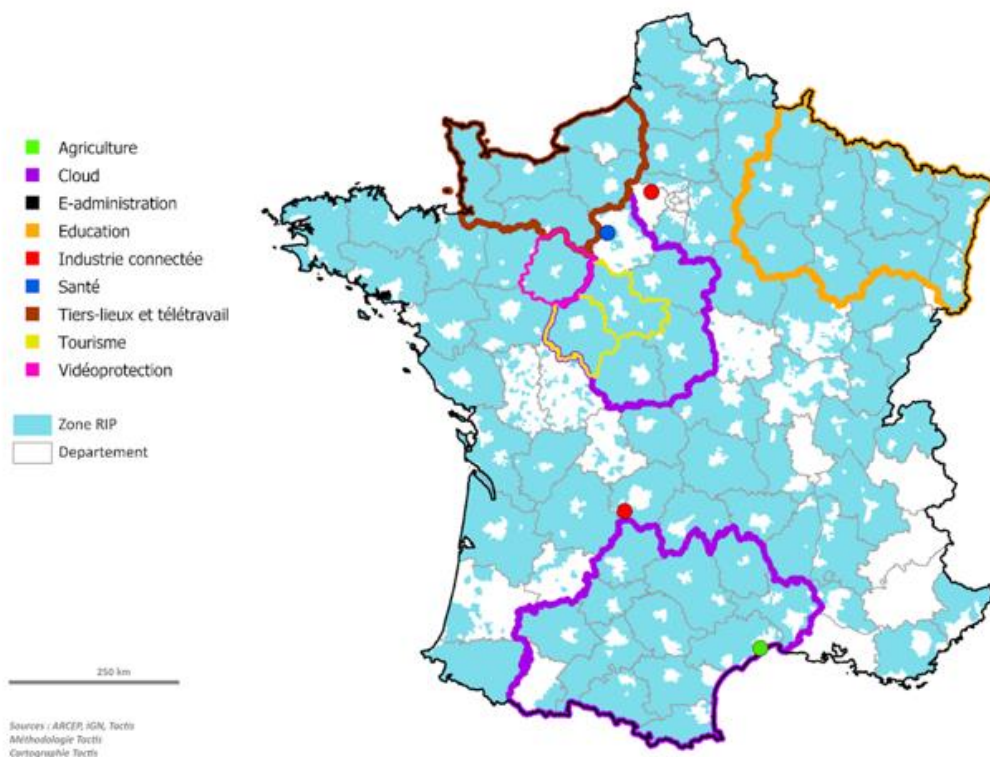 Agriculture
Cloud
E-administration
Education
Industrie connectée
Santé
Tiers-lieux et télétravail
Tourisme
Vidéoprotection
Zone RIP
Departement
250 km
Sources : ARCEP, IGN, Tactis
Méthodologie Tactis
Cartographie Tactis